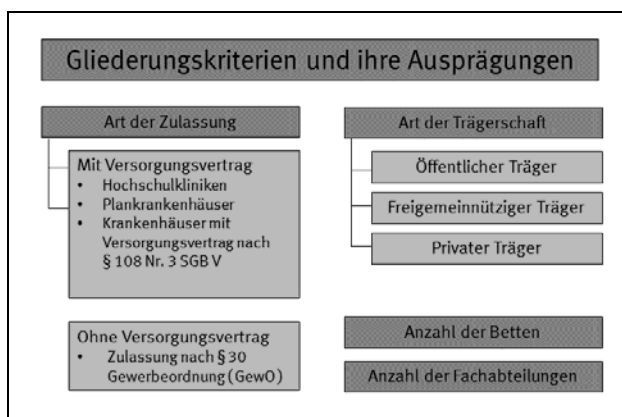 Gliederungskriterien und ihre Ausprägungen
Art der Zulassung
Mit Versorgungsvertrag
• Hochschulkliniken
• Plankrankenhäuser
• Krankenhäuser mit
Versorgungsvertrag nach
§ 108 Nr. 3 SGB V
Ohne Versorgungsvertrag
• Zulassung nach § 30
Gewerbeordnung (GewO)
Art der Trägerschaft
Öffentlicher Träger
Freigemeinnütziger Träger
Privater Träger
Anzahl der Betten
Anzahl der Fachabteilungen